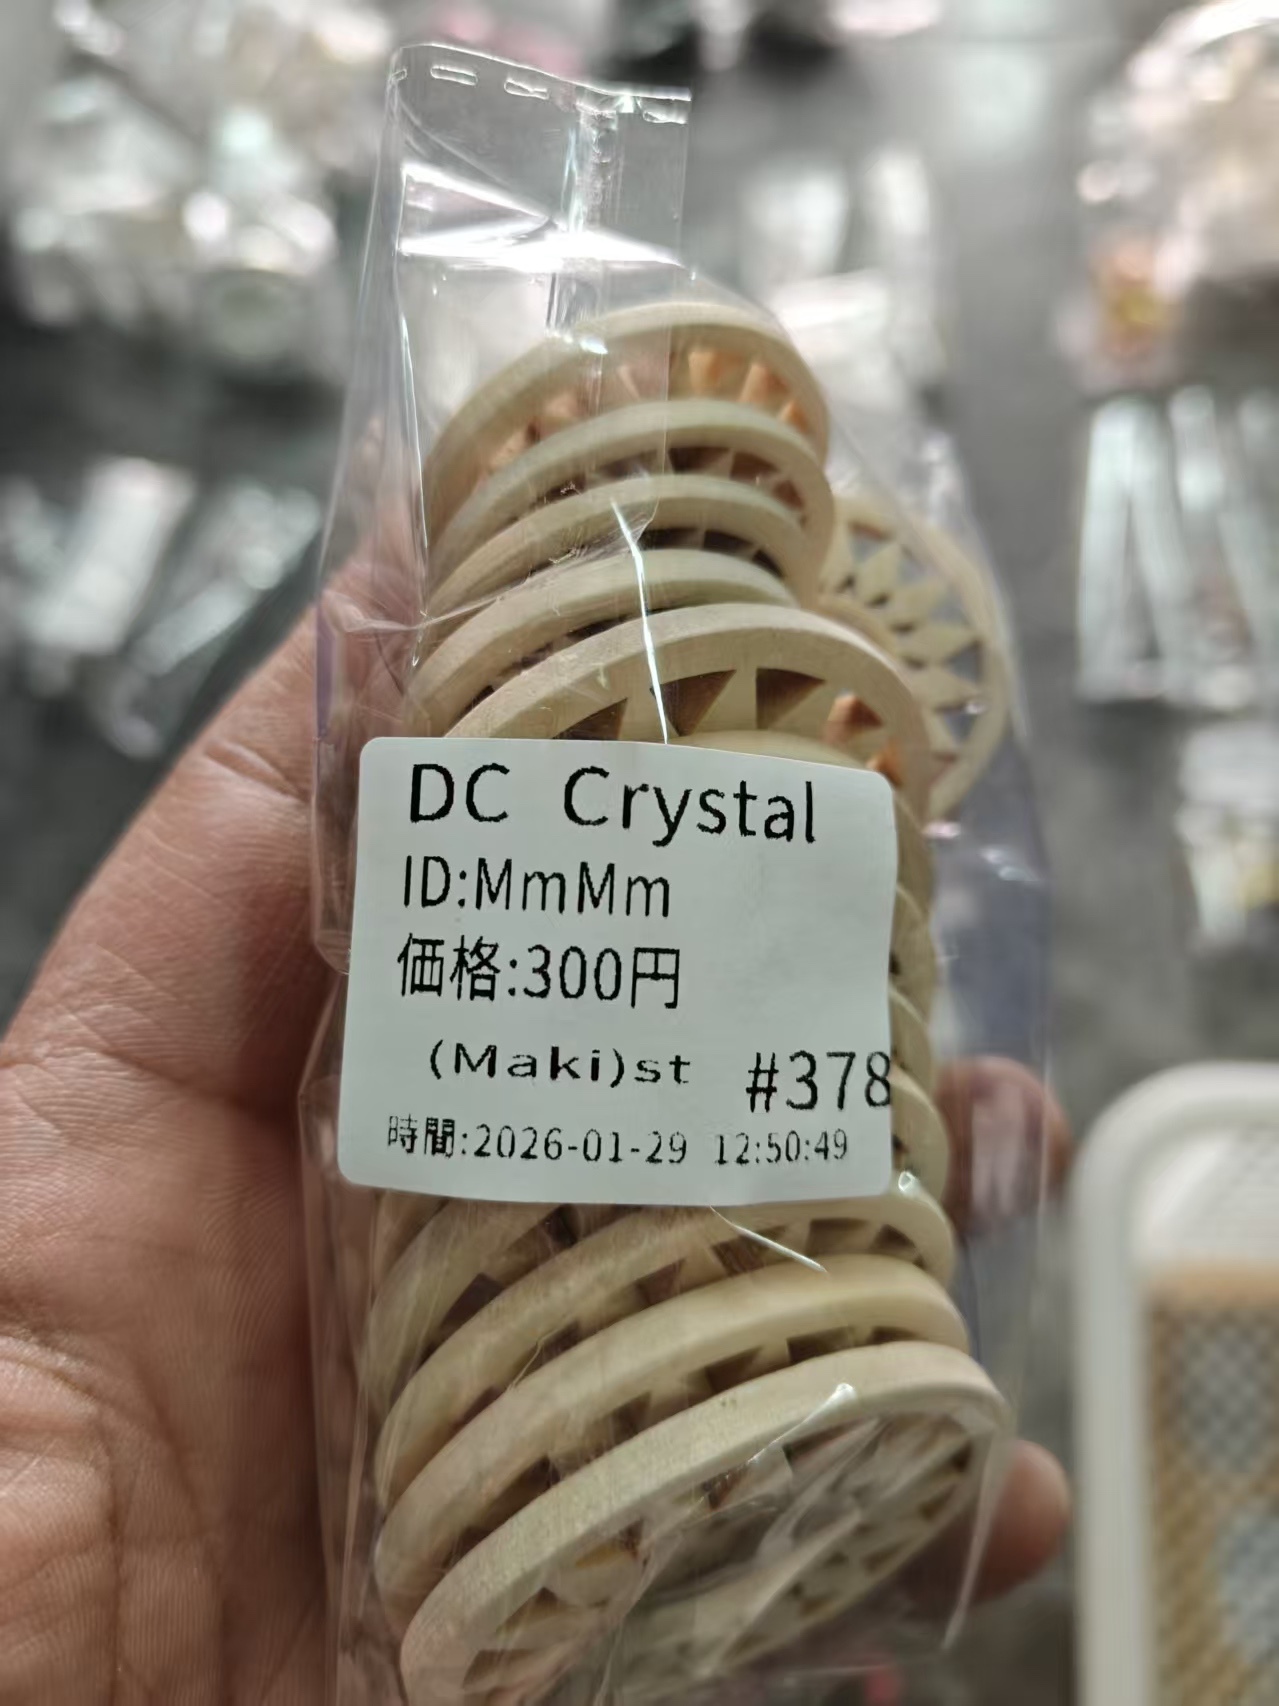 DC Crystal
ID:MmMm
価格:300円
(Maki)st #378
時間:2026-01-29 12:50:49